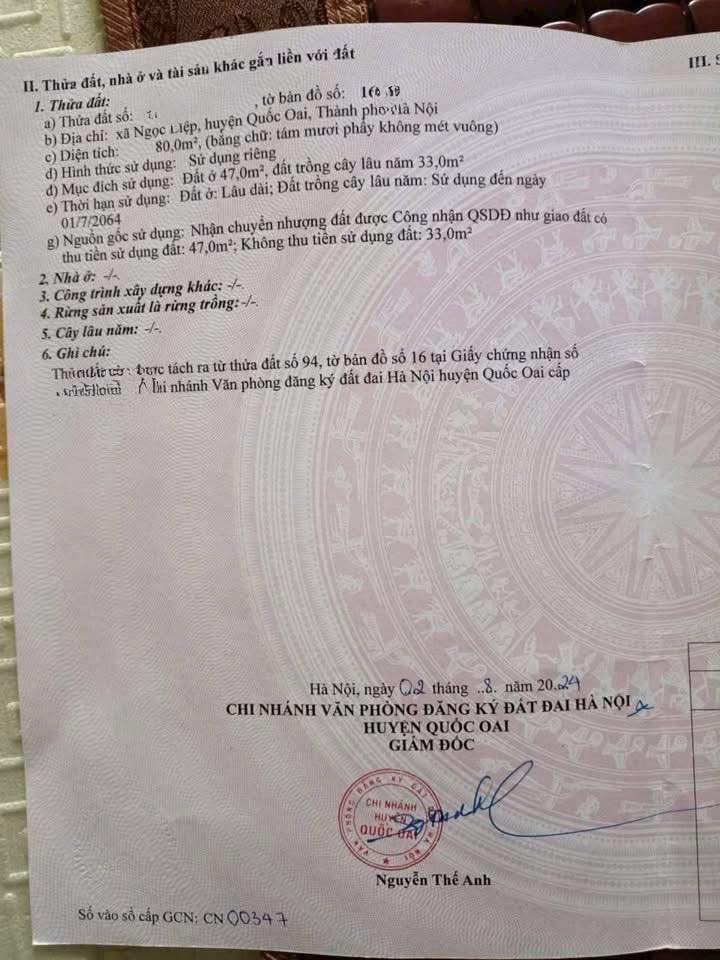 II. Thửa đất, nhà ở và tài sản khác gắn liền với đất
III. S
1. Thửa đất:
a) Thửa đất số: , tờ bản đồ số:
b) Địa chỉ: xã Ngọc Liệp, huyện Quốc Oai, Thành phố Hà Nội
c) Diện tích: 80,0m², (bằng chữ: tám mươi phẩy không mét vuông)
d) Hình thức sử dụng: Sử dụng riêng
đ) Mục đích sử dụng: Đất ở 47,0m², đất trồng cây lâu năm 33,0m²
e) Thời hạn sử dụng: Đất ở: Lâu dài; Đất trồng cây lâu năm: Sử dụng đến ngày
01/7/2064
g) Nguồn gốc sử dụng: Nhận chuyển nhượng đất được Công nhận QSDĐ như giao đất có
thu tiền sử dụng đất: 47,0m²; Không thu tiền sử dụng đất: 33,0m²
2. Nhà ở: -/-.
3. Công trình xây dựng khác: -/-.
4. Rừng sản xuất là rừng trồng: -/-.
5. Cây lâu năm: -/-.
6. Ghi chú:
được tách ra từ thửa đất số 94, tờ bản đồ số 16 tại Giấy chứng nhận số
Chi nhánh Văn phòng đăng ký đất đai Hà Nội huyện Quốc Oai cấp
Hà Nội, ngày 02 tháng 8 năm 2024
CHI NHÁNH VĂN PHÒNG ĐĂNG KÝ ĐẤT ĐAI HÀ NỘI
HUYỆN QUỐC OAI
GIÁM ĐỐC
VĂN PHÒNG ĐĂNG KÝ ĐẤT ĐAI HÀ NỘI
CHI NHÁNH
HUYỆN
QUỐC OAI
Nguyễn Thế Anh
Số vào sổ cấp GCN: CN 00347